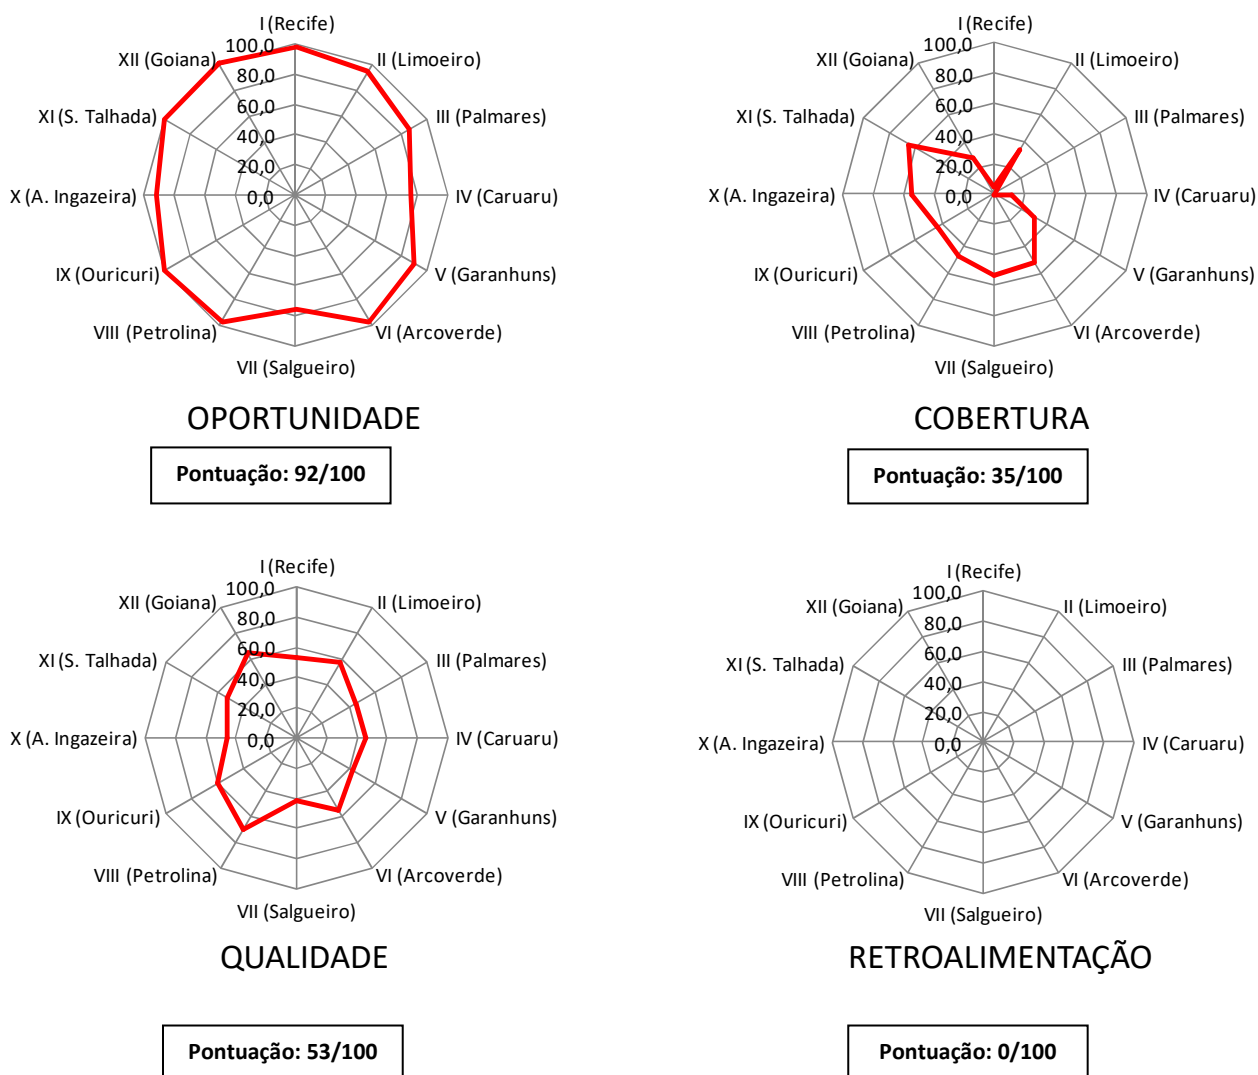 I (Recife)
II (Limoeiro)
III (Palmares)
IV (Caruaru)
V (Garanhuns)
VI (Arcoverde)
VII (Salgueiro)
VIII (Petrolina)
IX (Ouricuri)
X (A. Ingazeira)
XI (S. Talhada)
XII (Goiana)
100,0
80,0
60,0
40,0
20,0
0,0
OPORTUNIDADE
Pontuação: 92/100
I (Recife)
II (Limoeiro)
III (Palmares)
IV (Caruaru)
V (Garanhuns)
VI (Arcoverde)
VII (Salgueiro)
VIII (Petrolina)
IX (Ouricuri)
X (A. Ingazeira)
XI (S. Talhada)
XII (Goiana)
100,0
80,0
60,0
40,0
20,0
0,0
COBERTURA
Pontuação: 35/100
I (Recife)
II (Limoeiro)
III (Palmares)
IV (Caruaru)
V (Garanhuns)
VI (Arcoverde)
VII (Salgueiro)
VIII (Petrolina)
IX (Ouricuri)
X (A. Ingazeira)
XI (S. Talhada)
XII (Goiana)
100,0
80,0
60,0
40,0
20,0
0,0
QUALIDADE
Pontuação: 53/100
I (Recife)
II (Limoeiro)
III (Palmares)
IV (Caruaru)
V (Garanhuns)
VI (Arcoverde)
VII (Salgueiro)
VIII (Petrolina)
IX (Ouricuri)
X (A. Ingazeira)
XI (S. Talhada)
XII (Goiana)
100,0
80,0
60,0
40,0
20,0
0,0
RETROALIMENTAÇÃO
Pontuação: 0/100